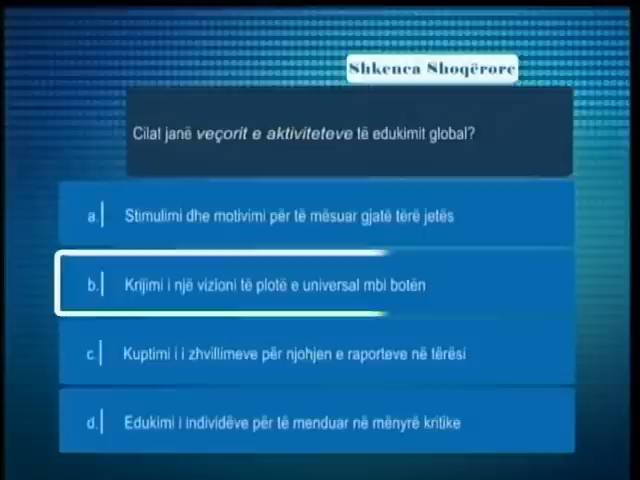 Shkenca Shoqërore
Cilat janë veçorit e aktiviteteve të edukimit global?
a. Stimulimi dhe motivimi për të mësuar gjatë tërë jetës
b. Krijimi i një vizioni të plotë e universal mbi botën
c. Kuptimi i i zhvillimeve për njohjen e raporteve në tërësi
d. Edukimi i individëve për të menduar në mënyrë kritike